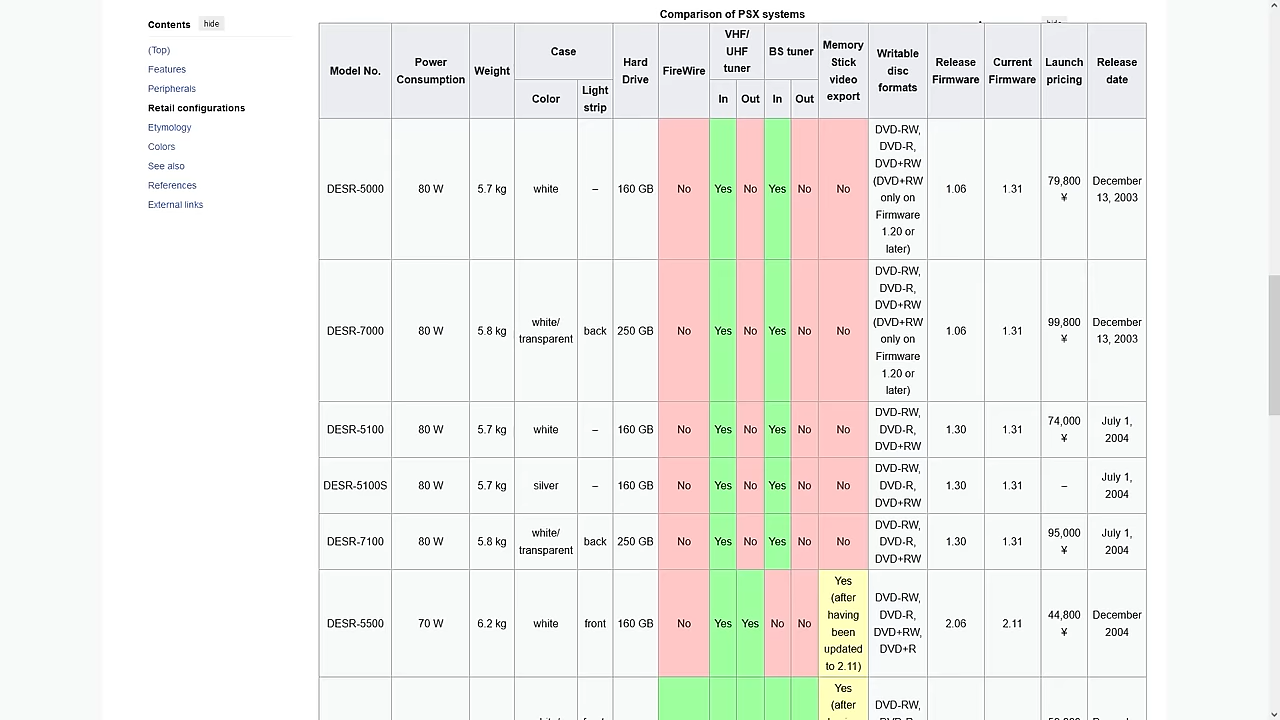 Contents hide
(Top)
Features
Peripherals
Retail configurations
Etymology
Colors
See also
References
External links
Comparison of PSX systems
Model No.
Power
Consumption
Weight
Case
Color
Light
strip
Hard
Drive
FireWire
VHF/
UHF
tuner
In
Out
BS tuner
In
Out
Memory
Stick
video
export
Writable
disc
formats
Release
Firmware
Current
Firmware
Launch
pricing
Release
date
DESR-5000
80 W
5.7 kg
white
–
160 GB
No
Yes
No
Yes
No
No
DVD-RW,
DVD-R,
DVD+RW
(DVD+RW
only on
Firmware
1.20 or
later)
1.06
1.31
79,800
¥
December
13, 2003
DESR-7000
80 W
5.8 kg
white/
transparent
back
250 GB
No
Yes
No
Yes
No
No
DVD-RW,
DVD-R,
DVD+RW
(DVD+RW
only on
Firmware
1.20 or
later)
1.06
1.31
99,800
¥
December
13, 2003
DESR-5100
80 W
5.7 kg
white
–
160 GB
No
Yes
No
Yes
No
No
DVD-RW,
DVD-R,
DVD+RW
1.30
1.31
74,000
¥
July 1,
2004
DESR-5100S
80 W
5.7 kg
silver
–
160 GB
No
Yes
No
Yes
No
No
DVD-RW,
DVD-R,
DVD+RW
1.30
1.31
–
July 1,
2004
DESR-7100
80 W
5.8 kg
white/
transparent
back
250 GB
No
Yes
No
Yes
No
No
DVD-RW,
DVD-R,
DVD+RW
1.30
1.31
95,000
¥
July 1,
2004
DESR-5500
70 W
6.2 kg
white
front
160 GB
No
Yes
Yes
No
No
Yes
(after
having
been
updated
to 2.11)
DVD-RW,
DVD-R,
DVD+RW,
DVD+R
2.06
2.11
44,800
¥
December
2004
Yes
(after
DVD-RW,